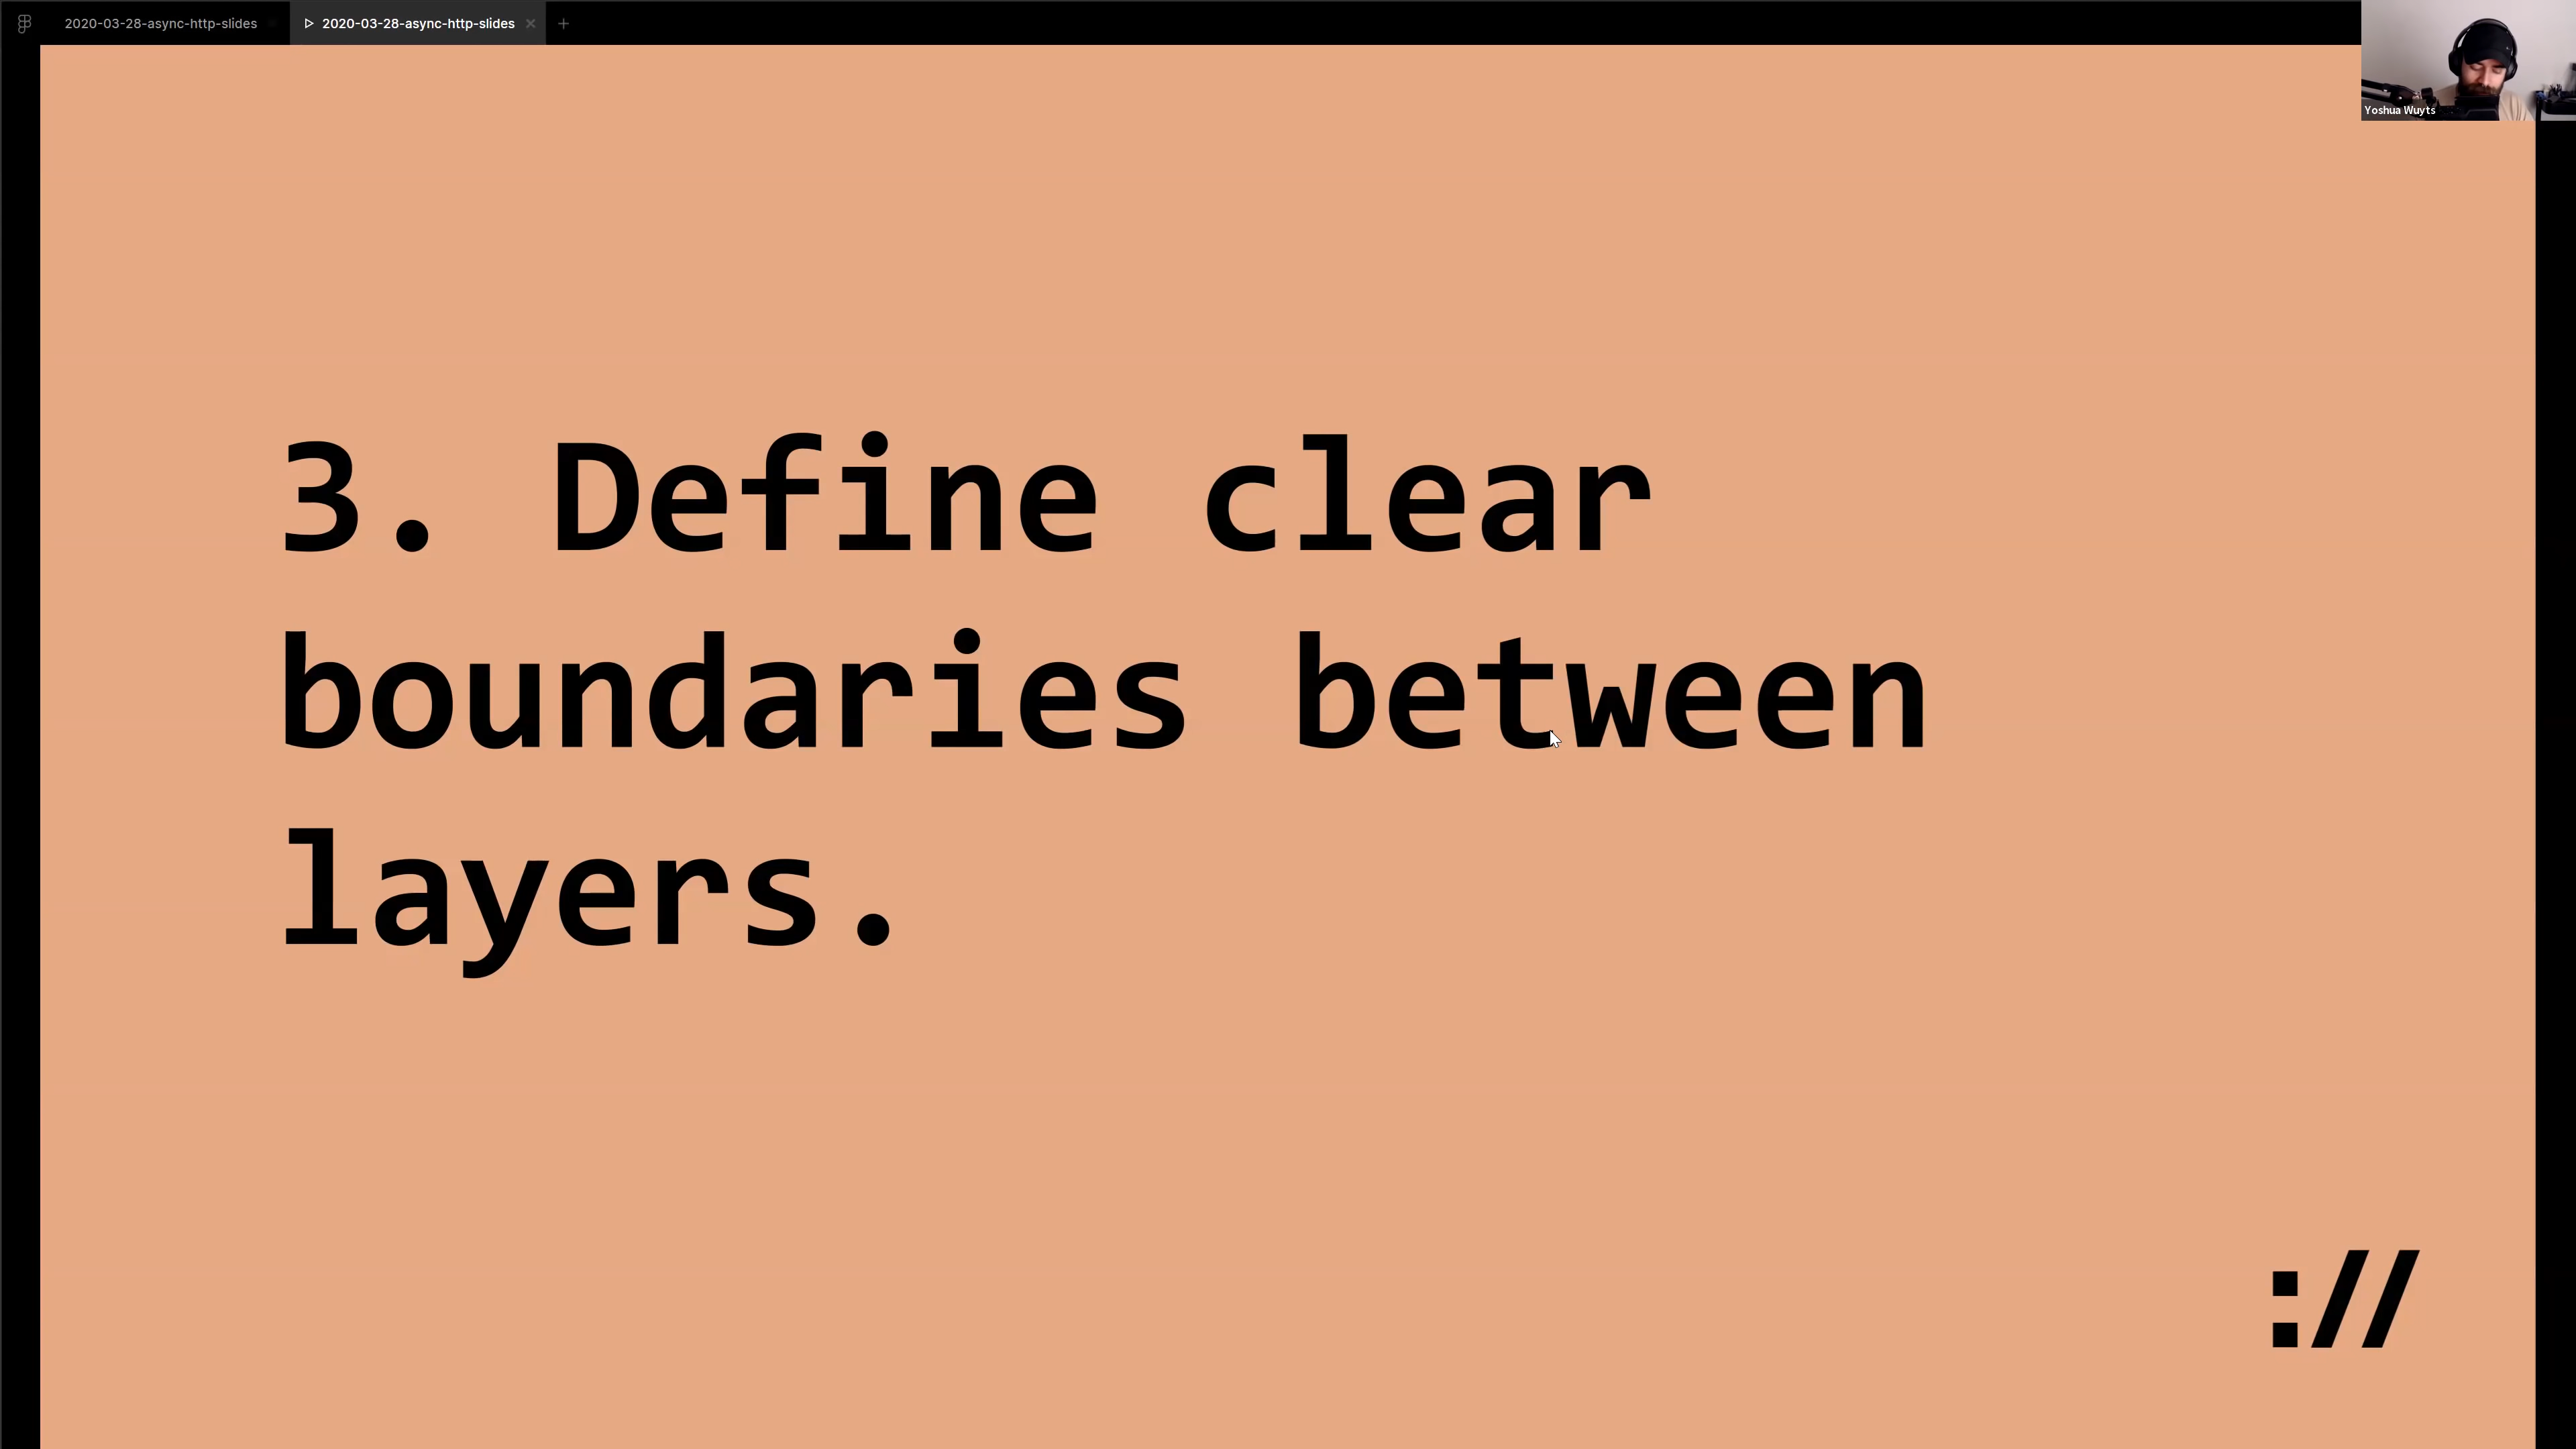 2020-03-28-async-http-slides
2020-03-28-async-http-slides
Yoshua Wuyts
3. Define clear
boundaries between
layers.
://